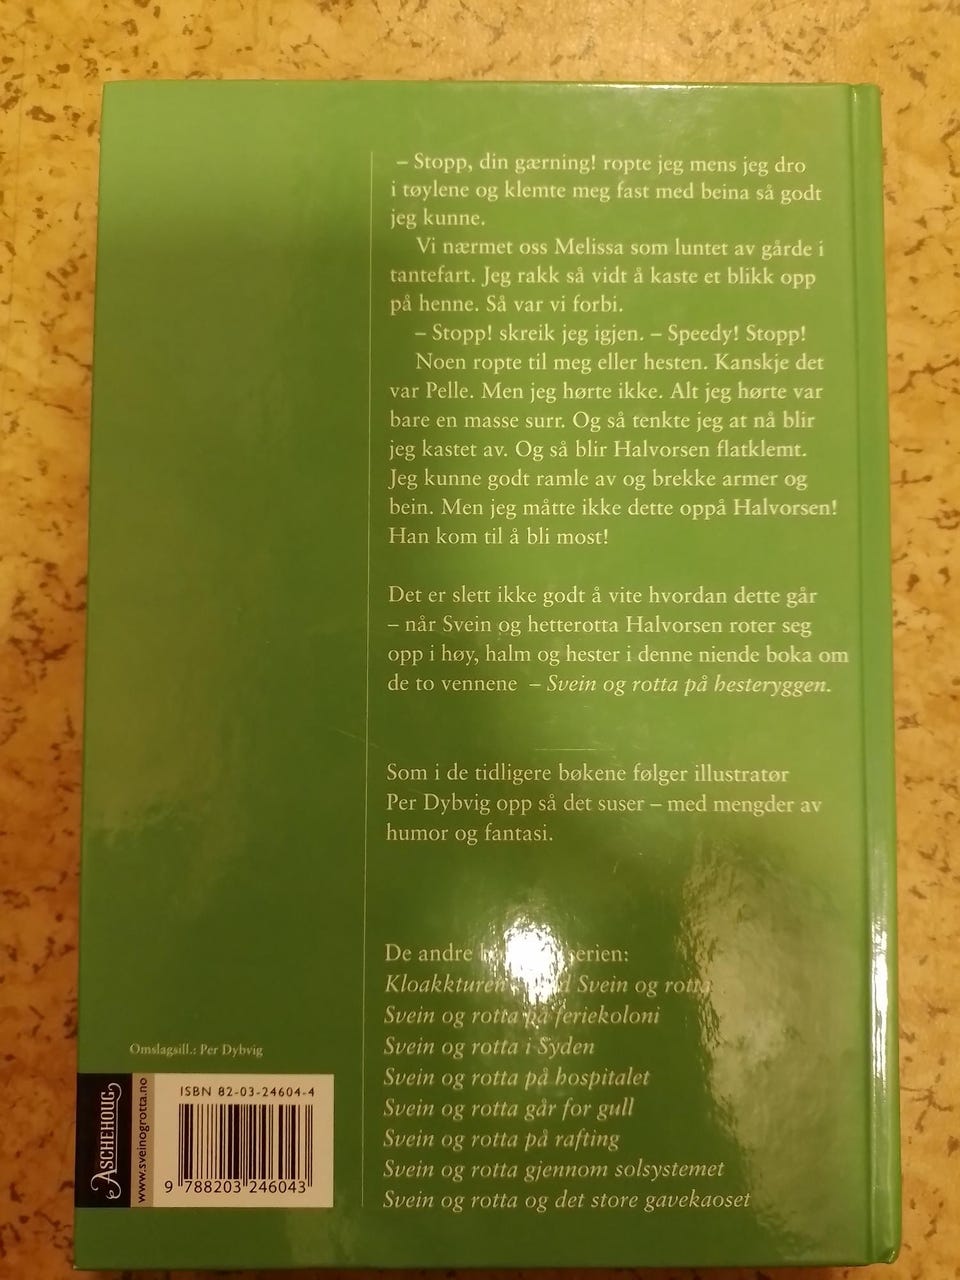 – Stopp, din gærning! ropte jeg mens jeg dro
i tøylene og klemte meg fast med beina så godt
jeg kunne.
Vi nærmet oss Melissa som luntet av gårde i
tantefart. Jeg rakk så vidt å kaste et blikk opp
på henne. Så var vi forbi.
– Stopp! skreik jeg igjen. – Speedy! Stopp!
Noen ropte til meg eller hesten. Kanskje det
var Pelle. Men jeg hørte ikke. Alt jeg hørte var
bare en masse surr. Og så tenkte jeg at nå blir
jeg kastet av. Og så blir Halvorsen flatklemt.
Jeg kunne godt ramle av og brekke armer og
bein. Men jeg måtte ikke dette oppå Halvorsen!
Han kom til å bli most!
Det er slett ikke godt å vite hvordan dette går
– når Svein og hetterotta Halvorsen roter seg
opp i høy, halm og hester i denne niende boka om
de to vennene – Svein og rotta på hesteryggen.
Som i de tidligere bøkene følger illustratør
Per Dybvig opp så det suser – med mengder av
humor og fantasi.
De andre serien:
Kloakkturen Svein og rotta
Svein og rotta på feriekoloni
Svein og rotta i Syden
Svein og rotta på hospitalet
Svein og rotta går for gull
Svein og rotta på rafting
Svein og rotta gjennom solsystemet
Svein og rotta og det store gavekaoset
Omslagsill.: Per Dybvig
ASCHEHOUG
www.sveinogrotta.no
ISBN 82-03-24604-4
9 788203 246043